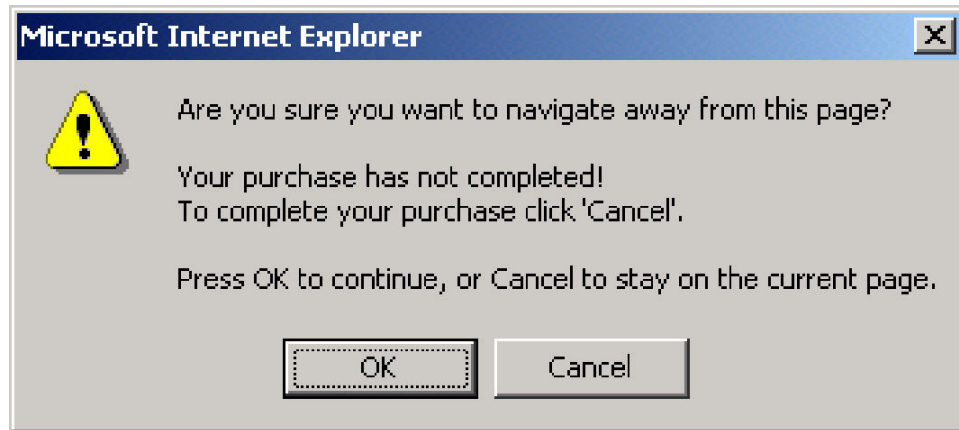 Microsoft Internet Explorer
Are you sure you want to navigate away from this page?
Your purchase has not completed!
To complete your purchase click 'Cancel'.
Press OK to continue, or Cancel to stay on the current page.
OK Cancel